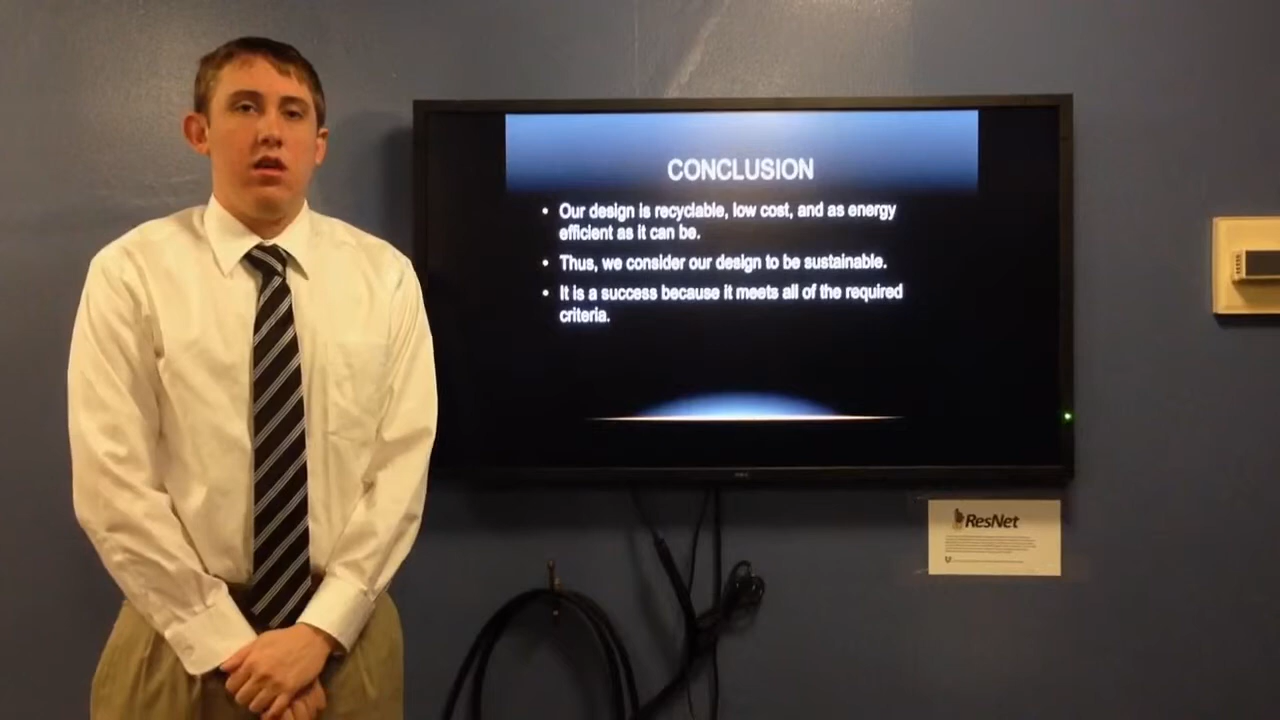 CONCLUSION
• Our design is recyclable, low cost, and as energy
efficient as it can be.
• Thus, we consider our design to be sustainable.
• It is a success because it meets all of the required
criteria.
ResNet